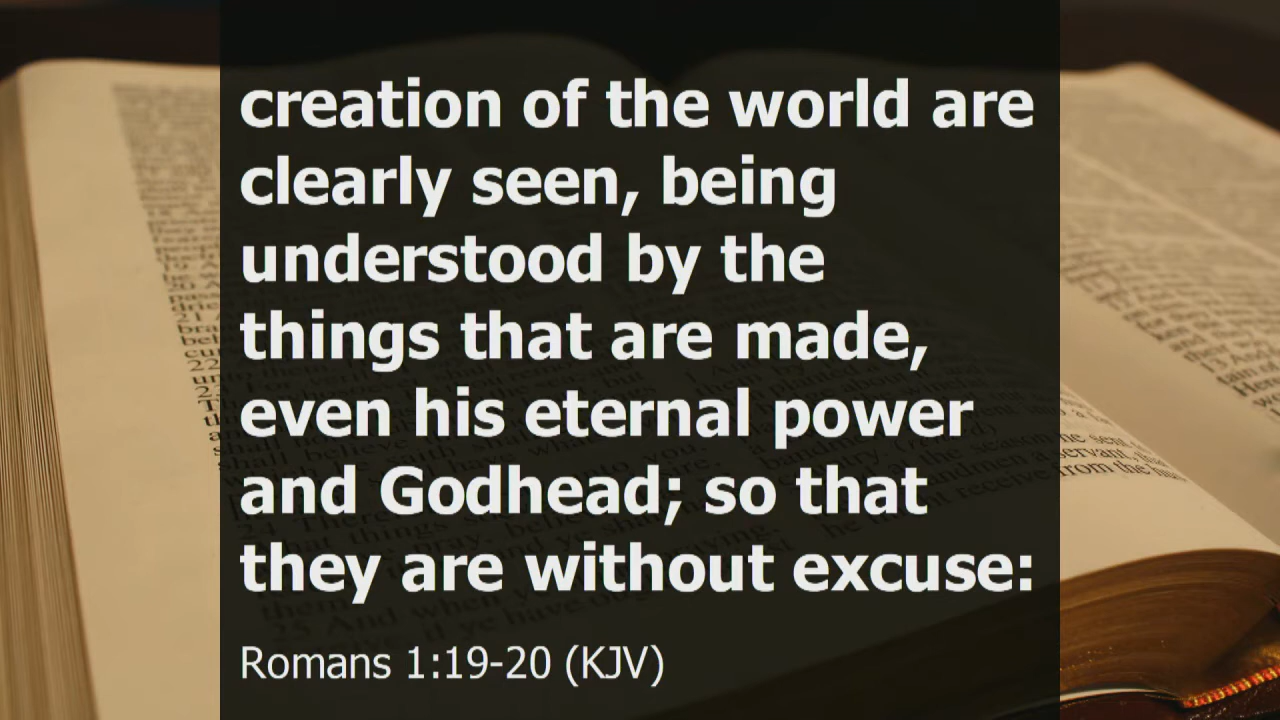 creation of the world are
clearly seen, being
understood by the
things that are made,
even his eternal power
and Godhead; so that
they are without excuse:
Romans 1:19-20 (KJV)